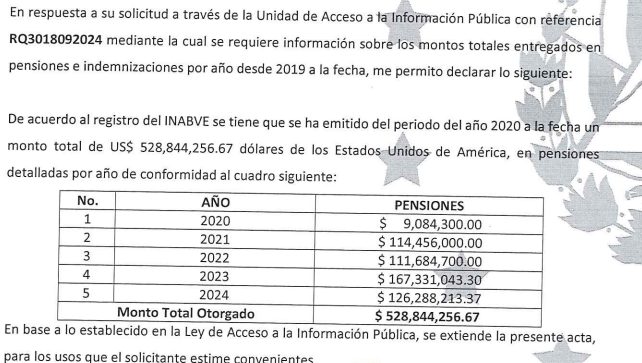 En respuesta a su solicitud a través de la Unidad de Acceso a la Información Pública con referencia
RQ3018092024 mediante la cual se requiere información sobre los montos totales entregados en
pensiones e indemnizaciones por año desde 2019 a la fecha, me permito declarar lo siguiente:
De acuerdo al registro del INABVE se tiene que se ha emitido del periodo del año 2020 a la fecha un
monto total de US$ 528,844,256.67 dólares de los Estados Unidos de América, en pensiones
detalladas por año de conformidad al cuadro siguiente:
No. AÑO PENSIONES
1 2020 $ 9,084,300.00
2 2021 $ 114,456,000.00
3 2022 $ 111,684,700.00
4 2023 $ 167,331,043.30
5 2024 $ 126,288,213.37
Monto Total Otorgado $ 528,844,256.67
En base a lo establecido en la Ley de Acceso a la Información Pública, se extiende la presente acta,
para los usos que el solicitante estime convenientes